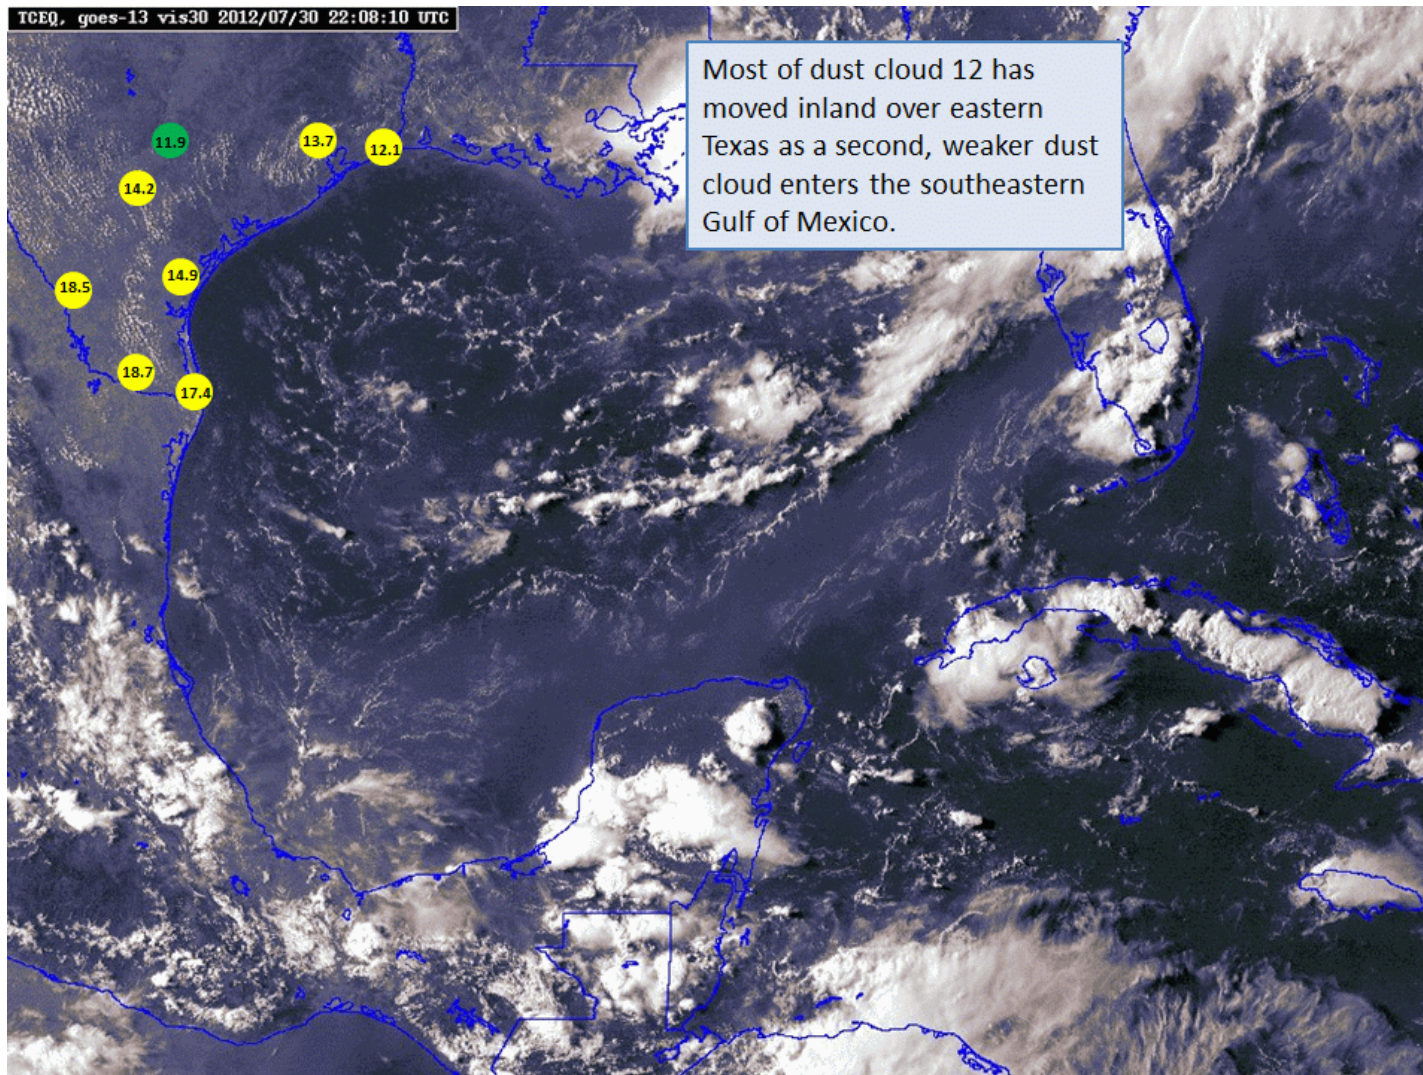 TCEQ, goes-13 vis30 2012/07/30 22:08:10 UTC
Most of dust cloud 12 has
moved inland over eastern
Texas as a second, weaker dust
cloud enters the southeastern
Gulf of Mexico.
11.9
13.7
12.1
14.2
14.9
18.5
18.7
17.4